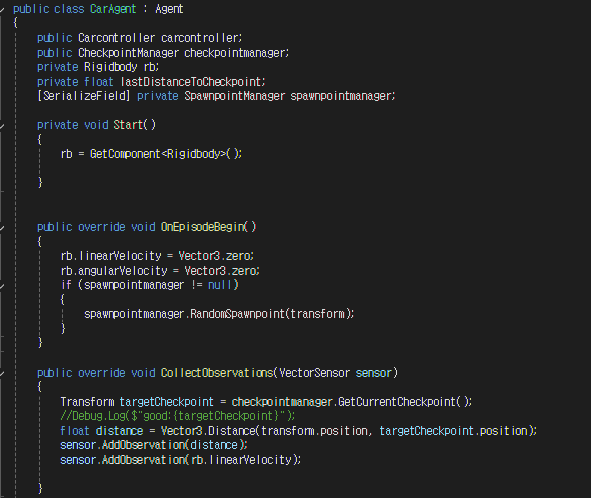 public class CarAgent : Agent
{
public Carcontroller carcontroller;
public CheckpointManager checkpointmanager;
private Rigidbody rb;
private float lastDistanceToCheckpoint;
[SerializeField] private SpawnpointManager spawnpointmanager;
private void Start()
{
rb = GetComponent<Rigidbody>();
}
public override void OnEpisodeBegin()
{
rb.linearVelocity = Vector3.zero;
rb.angularVelocity = Vector3.zero;
if (spawnpointmanager != null)
{
spawnpointmanager.RandomSpawnpoint(transform);
}
}
public override void CollectObservations(VectorSensor sensor)
{
Transform targetCheckpoint = checkpointmanager.GetCurrentCheckpoint();
//Debug.Log($"good:{targetCheckpoint}");
float distance = Vector3.Distance(transform.position, targetCheckpoint.position);
sensor.AddObservation(distance);
sensor.AddObservation(rb.linearVelocity);
}